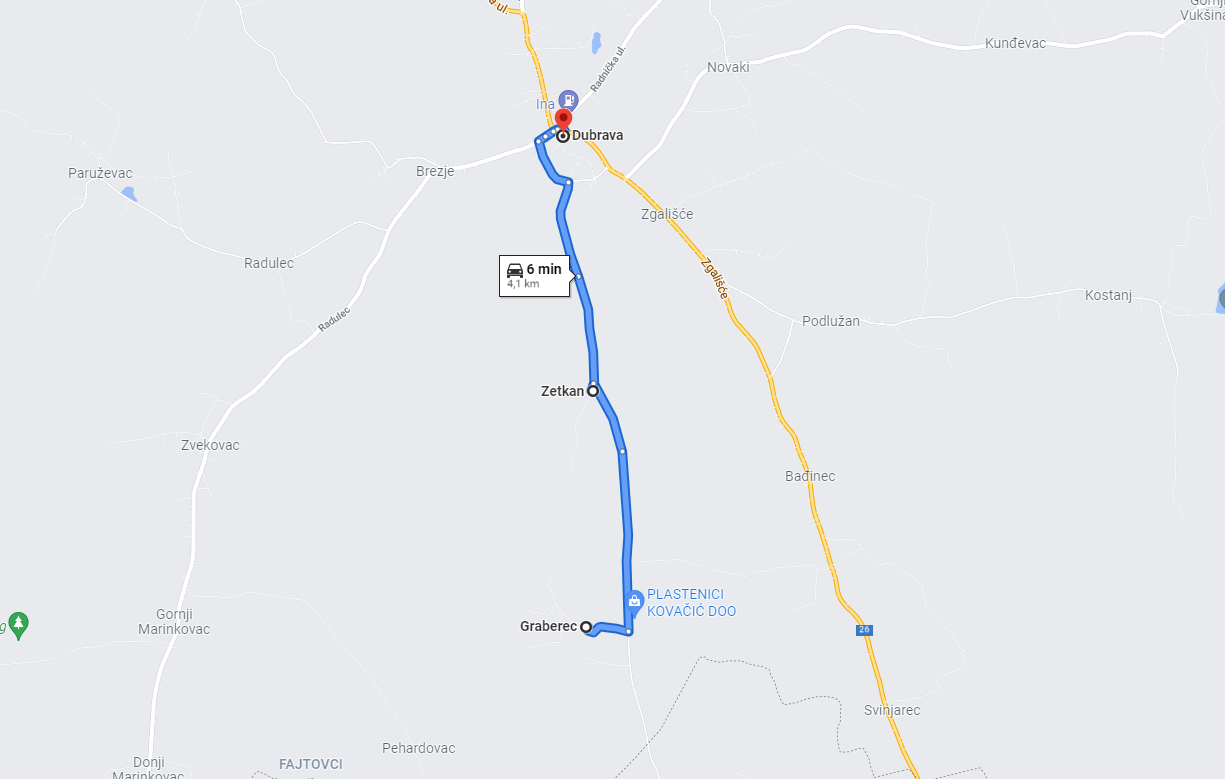 a ul.
Gornji
Vukšina
Kunđevac
Radnička ul.
Novaki
Ina
Dubrava
Brezje
Paruževac
Zgališće
Radulec
Zgališće
6 min
4,1 km
Kostanj
Radulec
Podlužan
Zetkan
Zvekovac
Bađinec
PLASTENICI
KOVAČIĆ DOO
Gornji
Marinkovac
g
Graberec
26
Svinjarec
Pehardovac
Donji
Marinkovac
FAJTOVCI